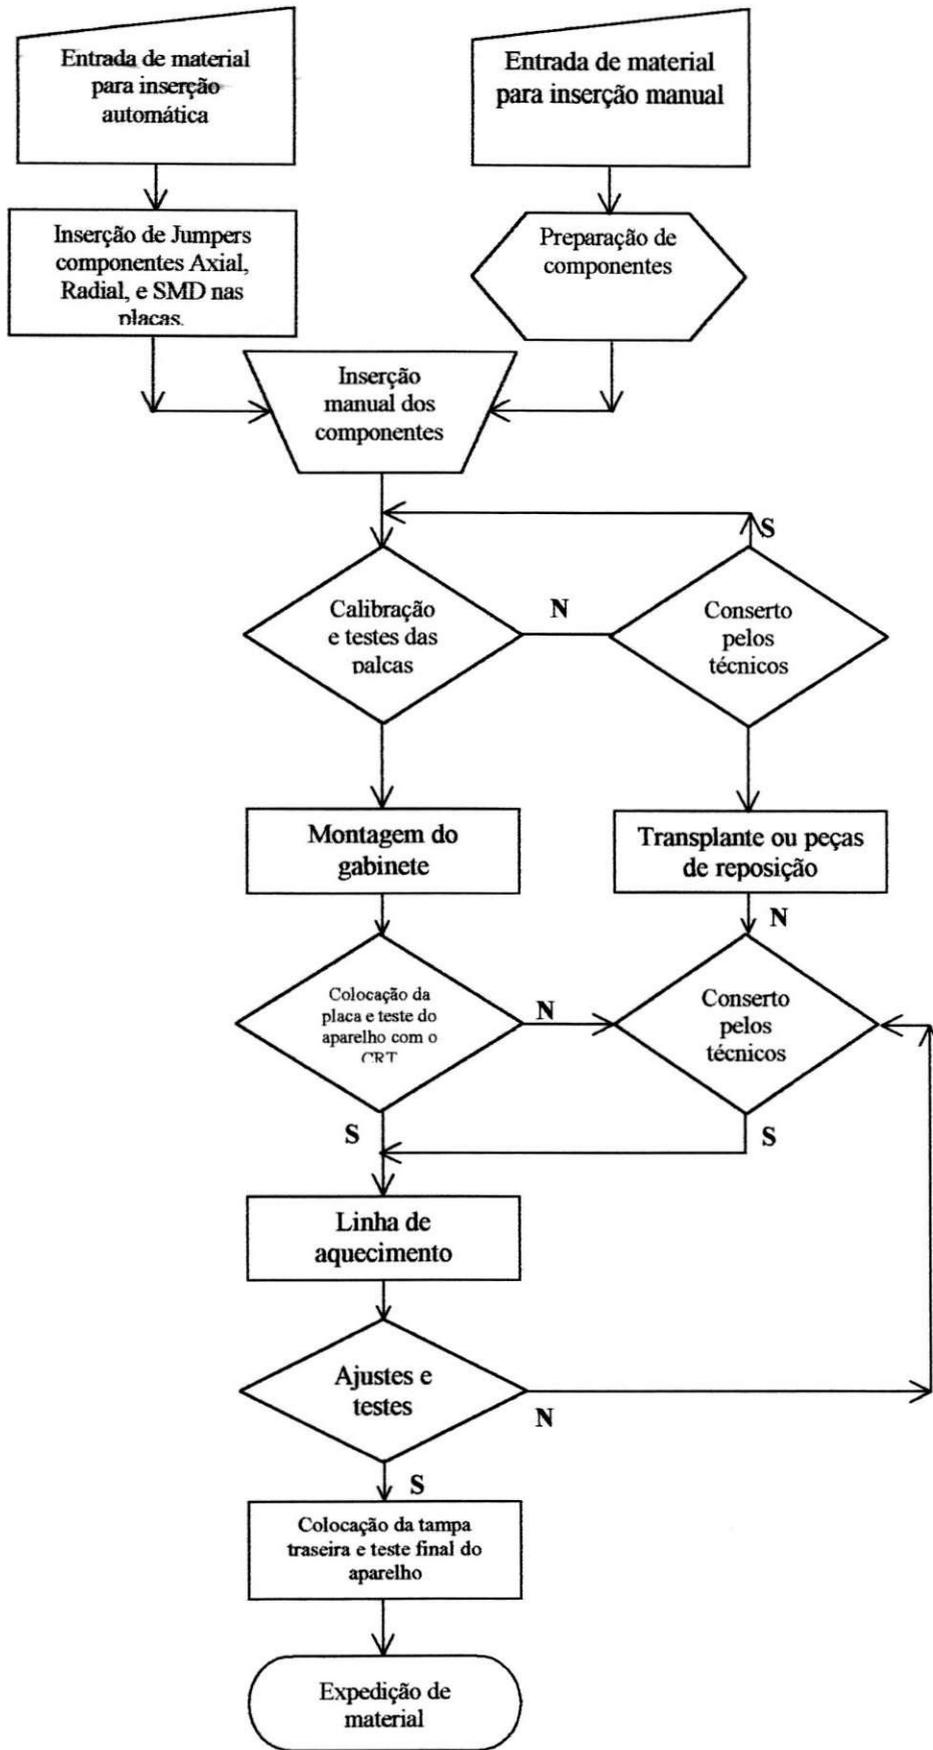 Entrada de material
para inserção
automática
Entrada de material
para inserção manual
Inserção de Jumpers
componentes Axial,
Radial, e SMD nas
placas.
Preparação de
componentes
Inserção
manual dos
componentes
S
Calibração
e testes das
palcas
N
Conserto
pelos
técnicos
Montagem do
gabinete
Transplante ou peças
de reposição
N
Colocação da
placa e teste do
aparelho com o
CRT
N
Conserto
pelos
técnicos
S
S
Linha de
aquecimento
Ajustes e
testes
N
S
Colocação da tampa
traseira e teste final do
aparelho
Expedição de
material